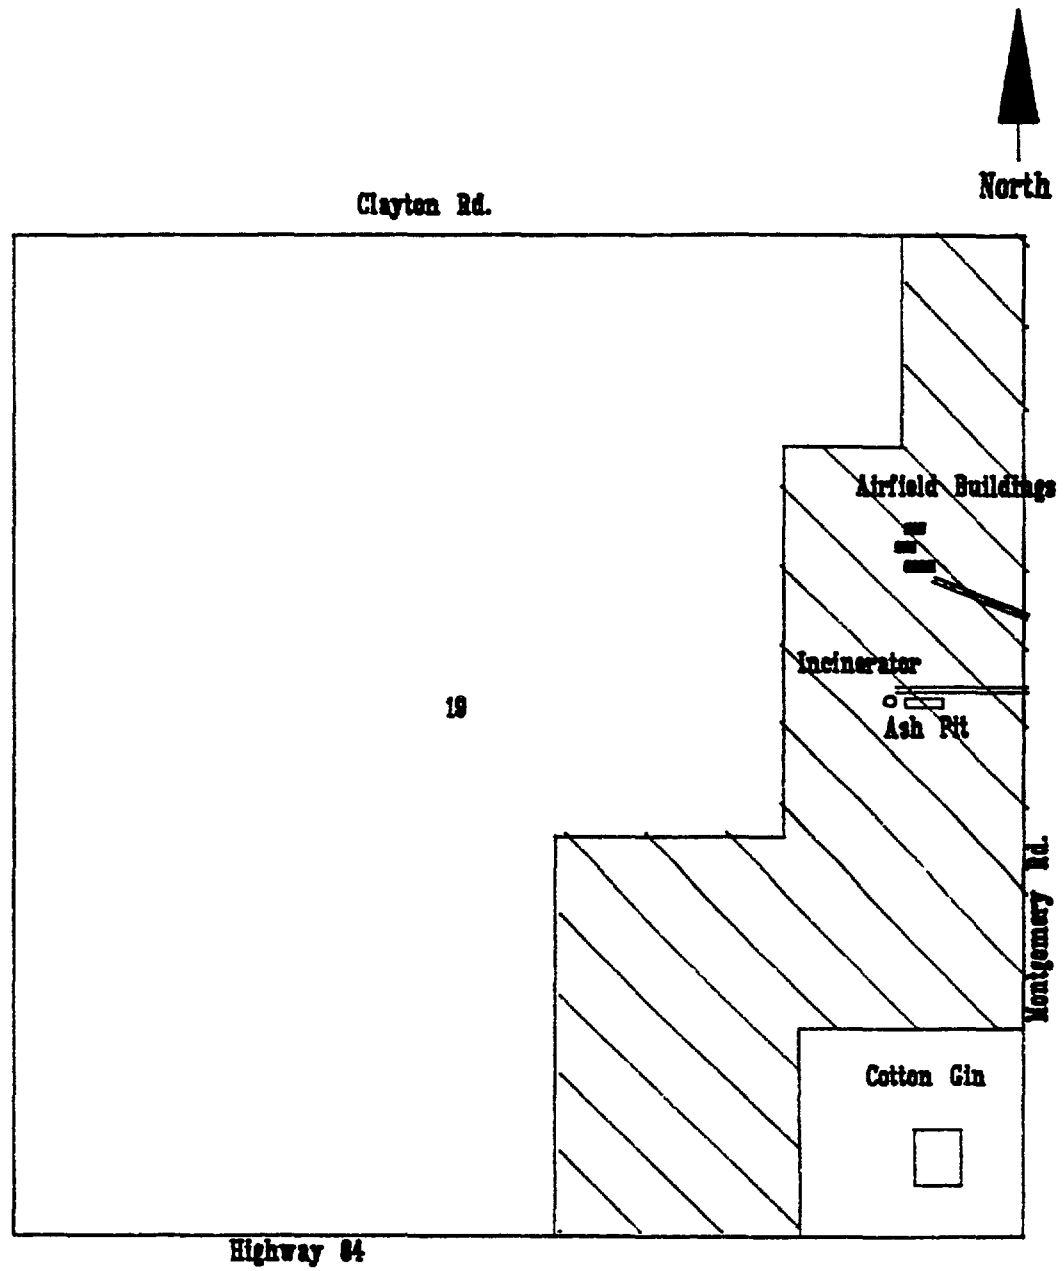 North
Clayton Rd.
Airfield Buildings
Incinerator
19
Ash Pit
Montgomery Rd.
Cotton Gin
Highway 84